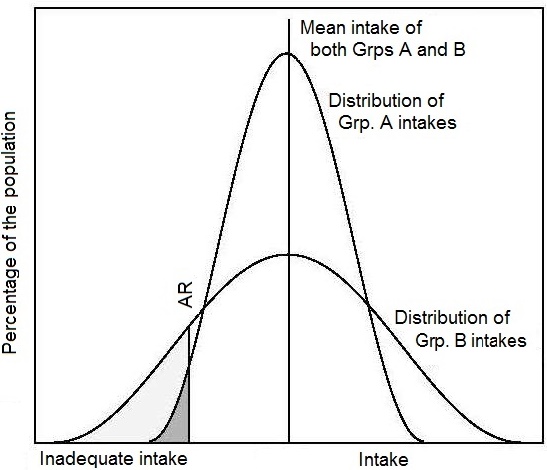 Mean intake of
both Grps A and B
Distribution of
Grp. A intakes
Percentage of the population
AR
Distribution of
Grp. B intakes
Inadequate intake
Intake